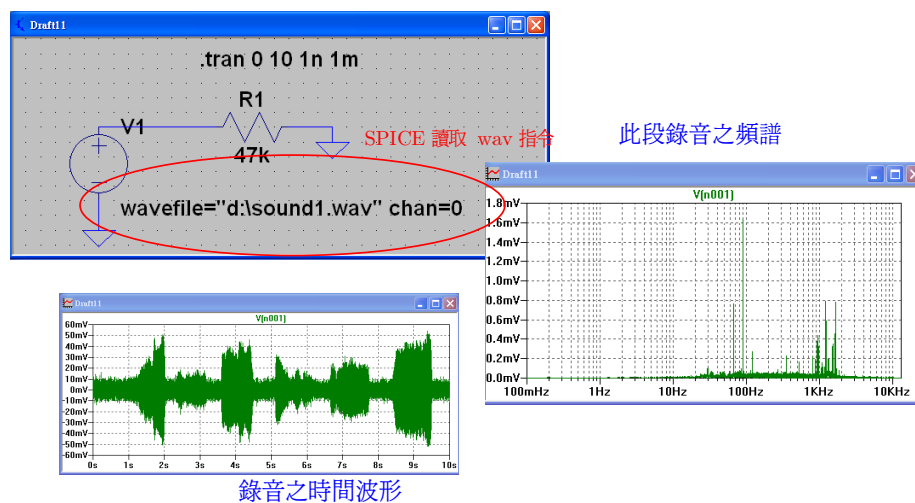 Draft11
.tran 0 10 1n 1m
R1
V1
SPICE 讀取 wav 指令
47k
wavefile="d:\sound1.wav" chan=0
此段錄音之頻譜
Draft11
V(n001)
1.8mV
1.6mV
1.4mV
1.2mV
1.0mV
0.8mV
0.6mV
0.4mV
0.2mV
0.0mV
100mHz 1Hz 10Hz 100Hz 1KHz 10KHz
Draft11
V(n001)
60mV
50mV
40mV
30mV
20mV
10mV
0mV
-10mV
-20mV
-30mV
-40mV
-50mV
-60mV
0s 1s 2s 3s 4s 5s 6s 7s 8s 9s 10s
錄音之時間波形